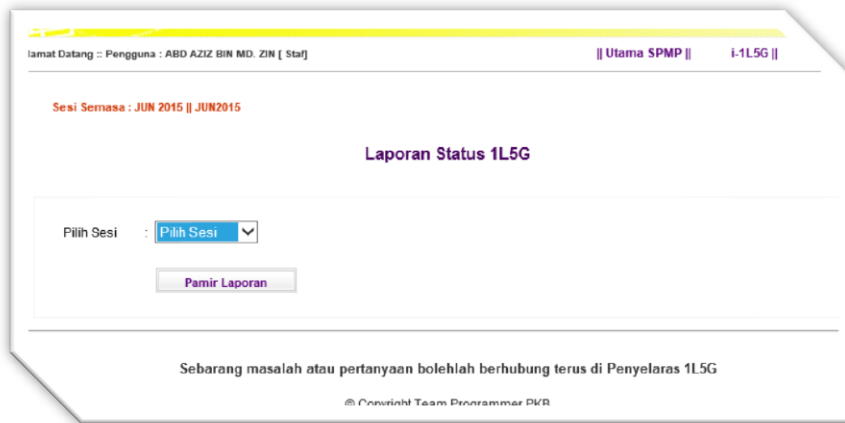 lamat Datang :: Pengguna : ABD AZIZ BIN MD. ZIN [ Staf] || Utama SPMP || i-1L5G ||
Sesi Semasa : JUN 2015 || JUN2015
Laporan Status 1L5G
Pilih Sesi : Pilih Sesi
Pamir Laporan
Sebarang masalah atau pertanyaan bolehlah berhubung terus di Penyelaras 1L5G
© Copyright Team Programmer PKB